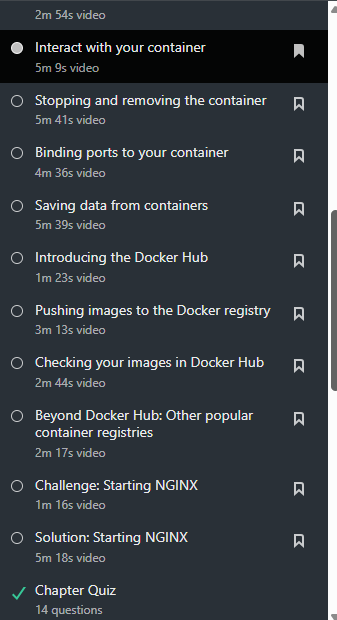 2m 54s video
Interact with your container
5m 9s video
Stopping and removing the container
5m 41s video
Binding ports to your container
4m 36s video
Saving data from containers
5m 39s video
Introducing the Docker Hub
1m 23s video
Pushing images to the Docker registry
3m 13s video
Checking your images in Docker Hub
2m 44s video
Beyond Docker Hub: Other popular
container registries
2m 17s video
Challenge: Starting NGINX
1m 16s video
Solution: Starting NGINX
5m 18s video
Chapter Quiz
14 questions